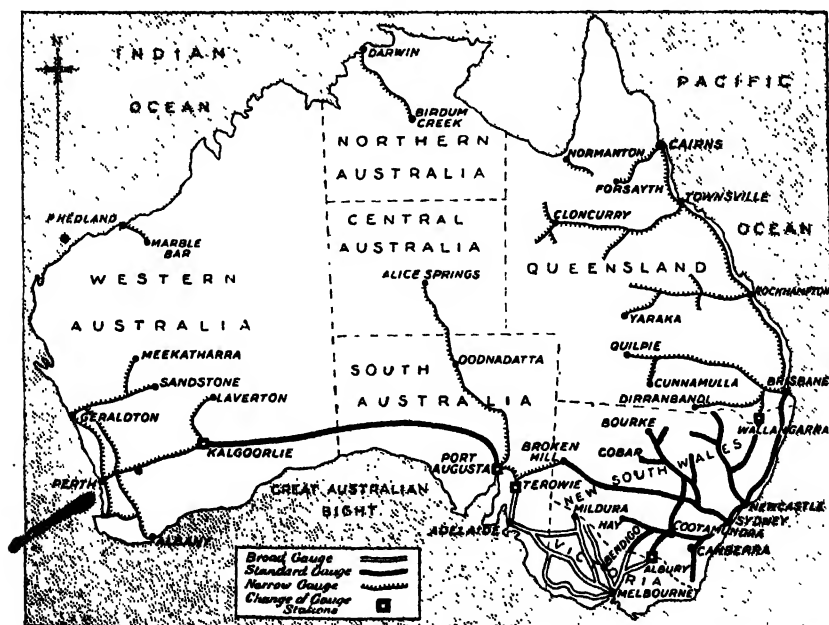 N
INDIAN
OCEAN
DARWIN
BIRDUM
CREEK
PACIFIC
OCEAN
NORTHERN
AUSTRALIA
NORMANTON
CAIRNS
FORSAYTH
TOWNSVILLE
CLONCURRY
PT HEDLAND
MARBLE
BAR
CENTRAL
AUSTRALIA
ALICE SPRINGS
QUEENSLAND
WESTERN
AUSTRALIA
ROCKHAMPTON
YARAKA
MEEKATHARRA
SANDSTONE
LAVERTON
GERALDTON
OODNADATTA
SOUTH
AUSTRALIA
QUILPIE
CUNNAMULLA
BRISBANE
DIRRANBANDI
WALLANGARRA
BOURKE
COBAR
KALGOORLIE
PERTH
ALBANY
GREAT AUSTRALIAN
BIGHT
PORT
AUGUSTA
TEROWIE
BROKEN
HILL
NEW SOUTH WALES
NEWCASTLE
SYDNEY
ADELAIDE
MILDURA
HAY
COOTAMUNDRA
CANBERRA
BENDIGO
VICTORIA
ALBURY
MELBOURNE
Broad Gauge
Standard Gauge
Narrow Gauge
Change of Gauge
Stations